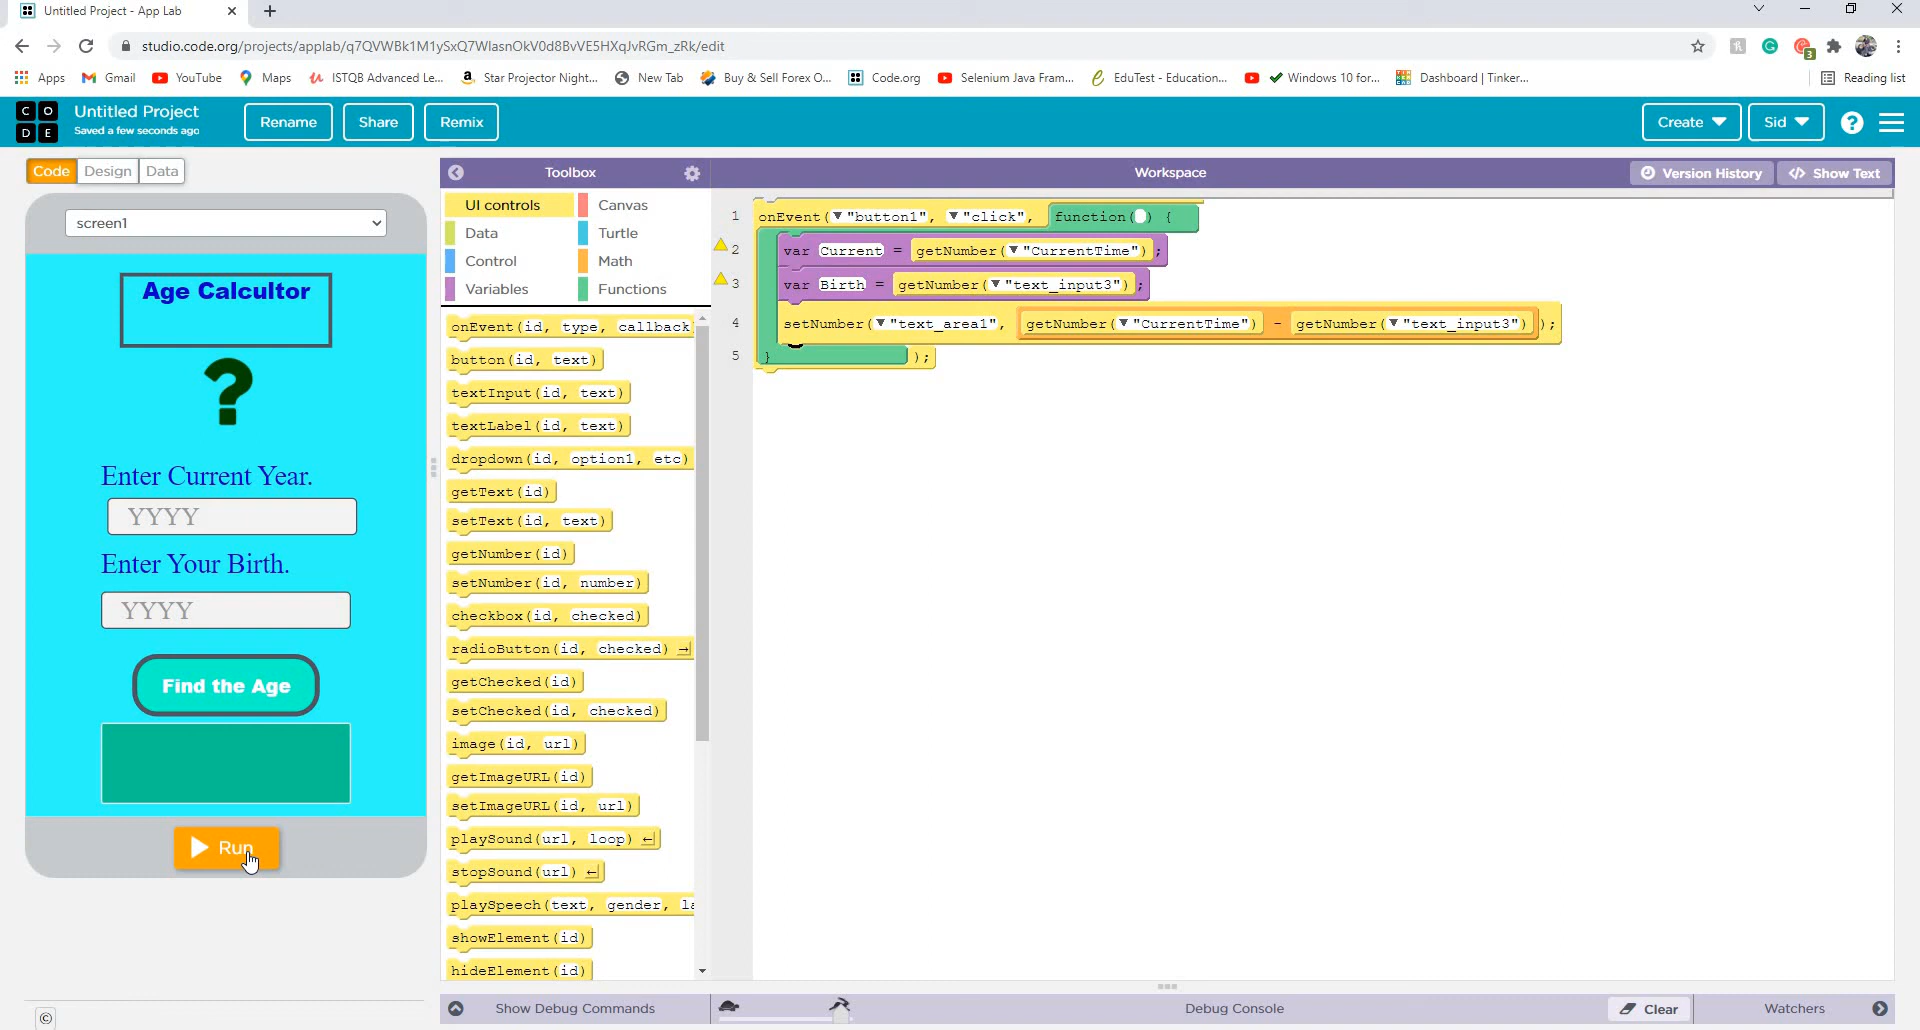 Untitled Project - App Lab
studio.code.org/projects/applab/q7QVWBk1M1ySxQ7WlasnOkV0d8BvVE5HXqJvRGm_zRk/edit
3
Apps Gmail YouTube Maps ISTQB Advanced Le... Star Projector Night... New Tab Buy & Sell Forex O... Code.org Selenium Java Fram... EduTest - Education... Windows 10 for... Dashboard | Tinker... Reading list
C O
D E
Untitled Project
Saved a few seconds ago
Rename Share Remix Create Sid ?
Code Design Data
screen1
Age Calcultor
?
Enter Current Year.
YYYY
Enter Your Birth.
YYYY
Find the Age
Run
©
Toolbox
UI controls Canvas
Data Turtle
Control Math
Variables Functions
onEvent(id, type, callback
button(id, text)
textInput(id, text)
textLabel(id, text)
dropdown(id, option1, etc)
getText(id)
setText(id, text)
getNumber(id)
setNumber(id, number)
checkbox(id, checked)
radioButton(id, checked)
getChecked(id)
setChecked(id, checked)
image(id, url)
getImageURL(id)
setImageURL(id, url)
playSound(url, loop)
stopSound(url)
playSpeech(text, gender, la
showElement(id)
hideElement(id)
Workspace Version History </> Show Text
1 onEvent(▼"button1", ▼"click", function() {
2 var Current = getNumber(▼"CurrentTime");
3 var Birth = getNumber(▼"text_input3");
4 setNumber(▼"text_area1", getNumber(▼"CurrentTime") - getNumber(▼"text_input3"));
5 } );
Show Debug Commands Debug Console Clear Watchers